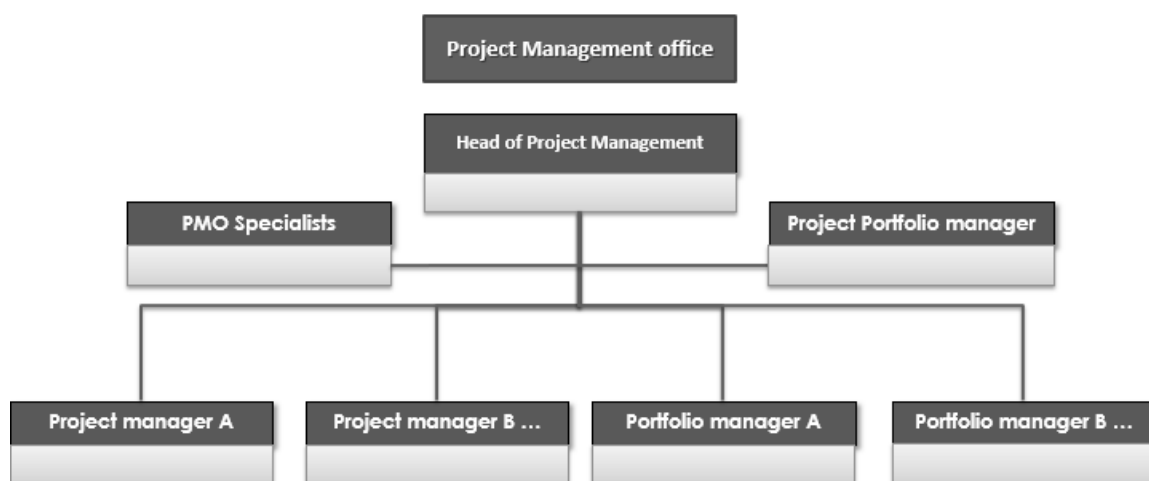 Project Management office
Head of Project Management
PMO Specialists
Project Portfolio manager
Project manager A
Project manager B ...
Portfolio manager A
Portfolio manager B ...